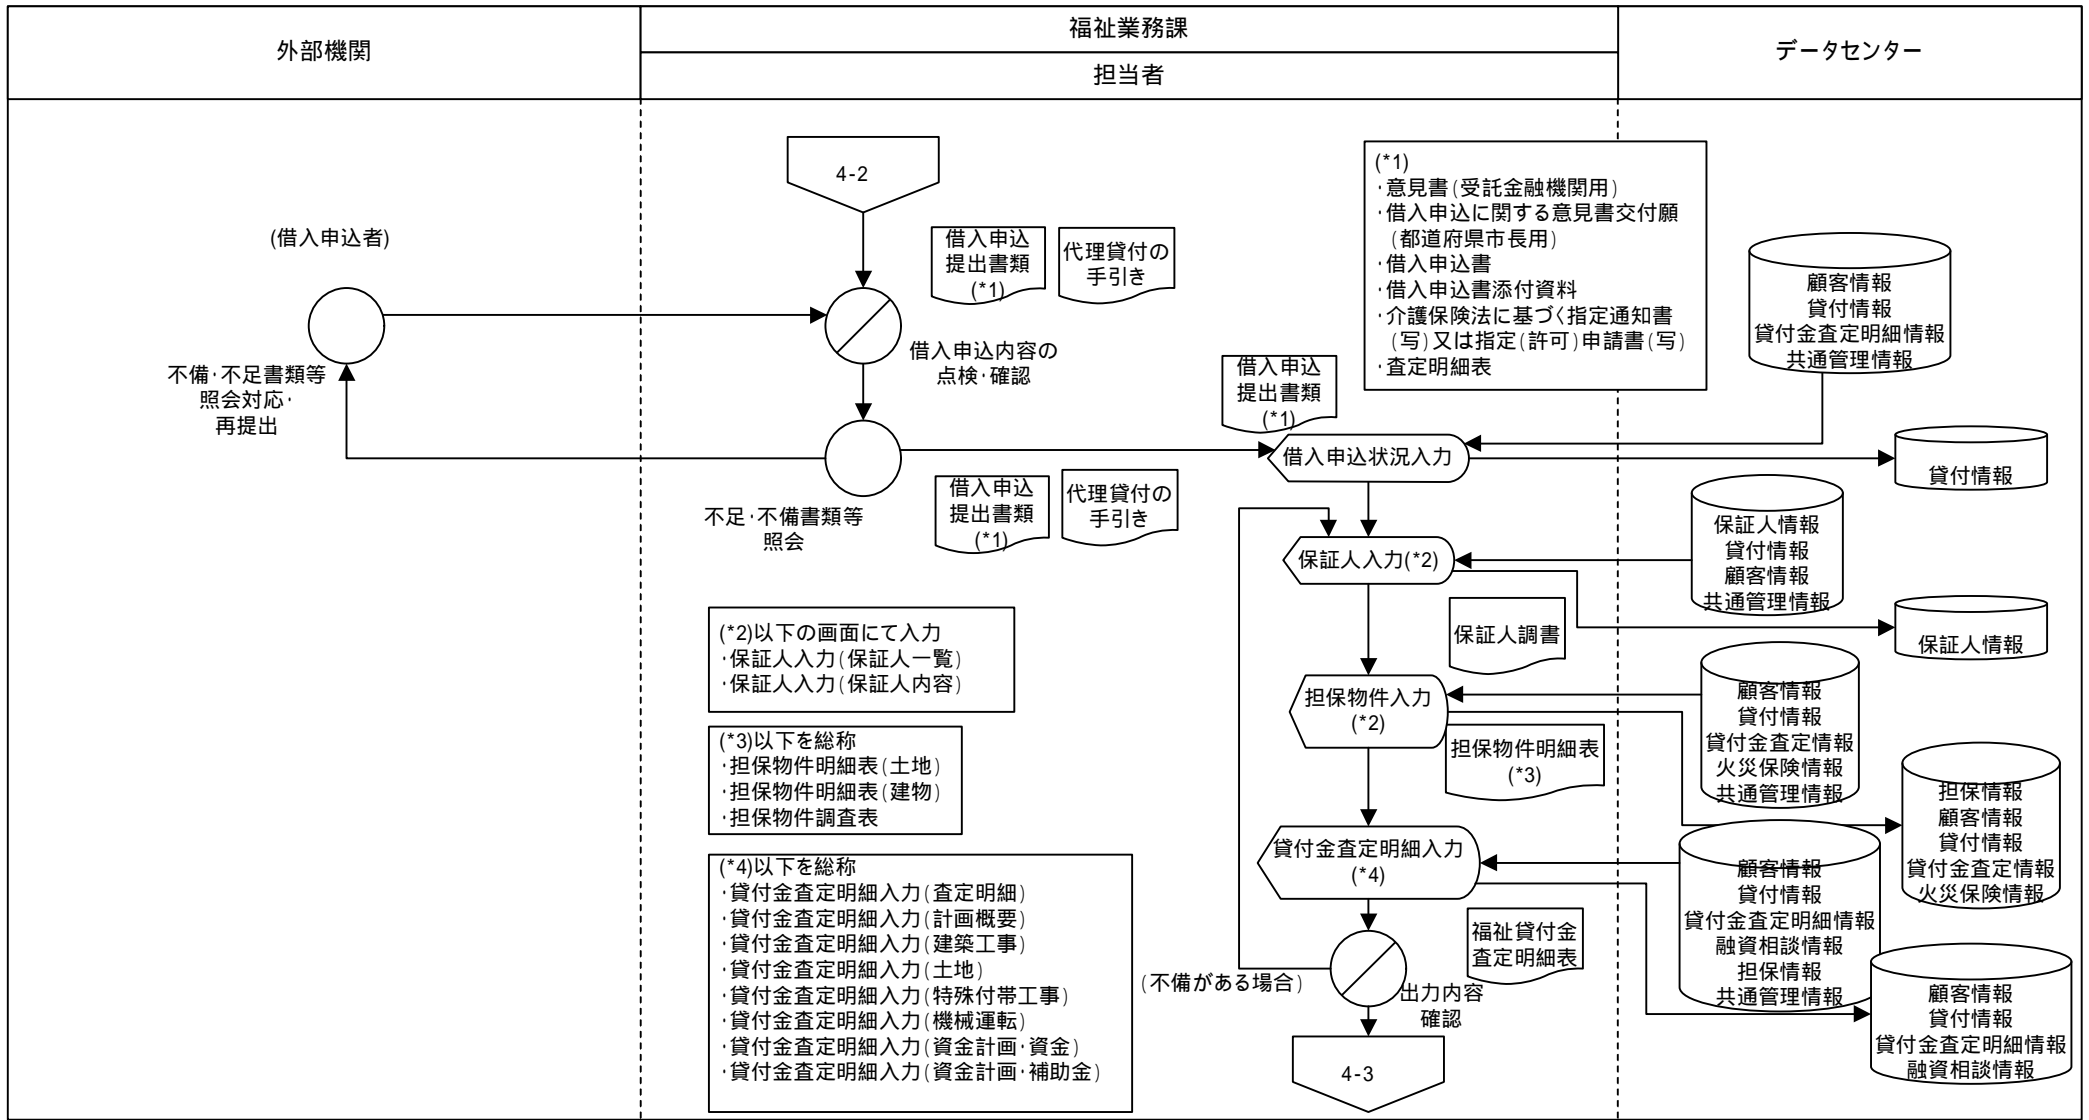 外部機関
福祉業務課
担当者
データセンター
4-2
(*1)
・意見書(受託金融機関用)
・借入申込に関する意見書交付願
(都道府県市長用)
・借入申込書
・借入申込書添付資料
・介護保険法に基づく指定通知書
(写)又は指定(許可)申請書(写)
・査定明細表
(借入申込者)
借入申込
提出書類
(*1)
代理貸付の
手引き
顧客情報
貸付情報
貸付金査定明細情報
共通管理情報
借入申込内容の
点検・確認
不備・不足書類等
照会対応・
再提出
借入申込
提出書類
(*1)
借入申込状況入力
貸付情報
不足・不備書類等
照会
借入申込
提出書類
(*1)
代理貸付の
手引き
保証人情報
貸付情報
顧客情報
共通管理情報
保証人入力(*2)
保証人調書
保証人情報
(*2)以下の画面にて入力
・保証人入力(保証人一覧)
・保証人入力(保証人内容)
担保物件入力
(*2)
顧客情報
貸付情報
貸付金査定情報
火災保険情報
共通管理情報
(*3)以下を総称
・担保物件明細表(土地)
・担保物件明細表(建物)
・担保物件調査表
担保物件明細表
(*3)
担保情報
顧客情報
貸付情報
貸付金査定情報
火災保険情報
貸付金査定明細入力
(*4)
顧客情報
貸付情報
貸付金査定明細情報
融資相談情報
担保情報
共通管理情報
(*4)以下を総称
・貸付金査定明細入力(査定明細)
・貸付金査定明細入力(計画概要)
・貸付金査定明細入力(建築工事)
・貸付金査定明細入力(土地)
・貸付金査定明細入力(特殊付帯工事)
・貸付金査定明細入力(機械運転)
・貸付金査定明細入力(資金計画・資金)
・貸付金査定明細入力(資金計画・補助金)
福祉貸付金
査定明細表
(不備がある場合)
出力内容
確認
顧客情報
貸付情報
貸付金査定明細情報
融資相談情報
4-3